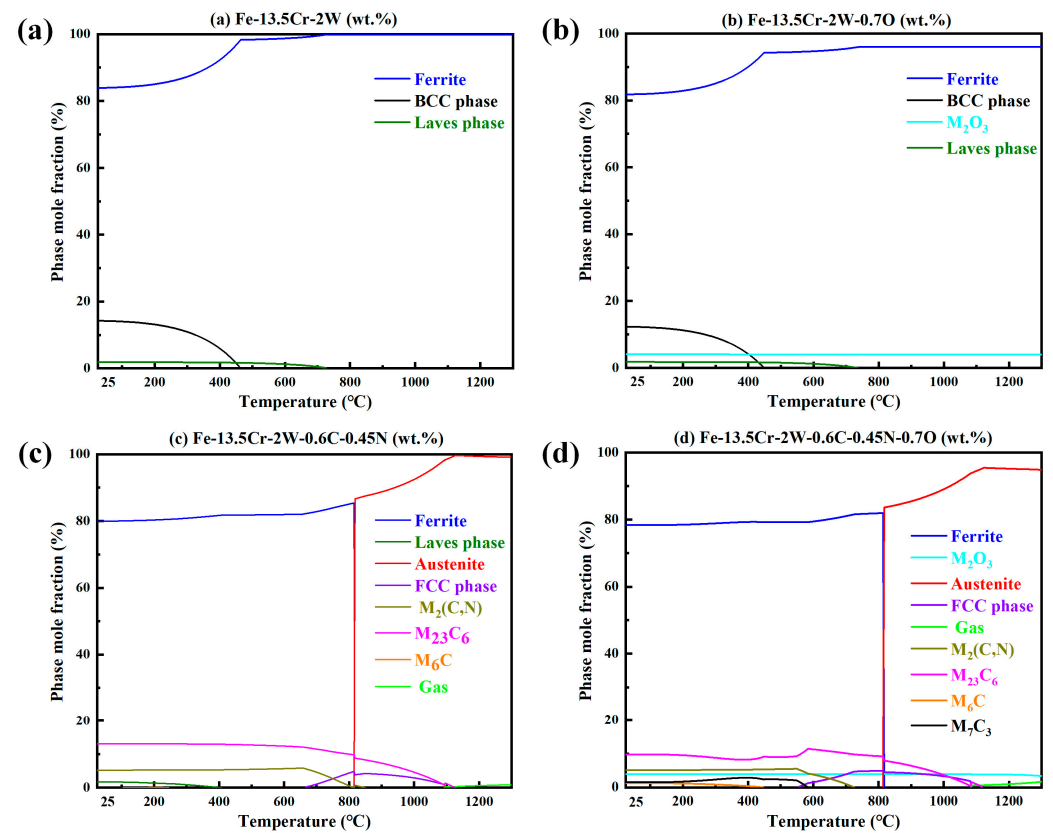 (a)
(a) Fe-13.5Cr-2W (wt.%)
Phase mole fraction (%)
100
80
60
40
20
0
Ferrite
BCC phase
Laves phase
25 200 400 600 800 1000 1200
Temperature (℃)
(b)
(b) Fe-13.5Cr-2W-0.7O (wt.%)
Phase mole fraction (%)
100
80
60
40
20
0
Ferrite
BCC phase
M₂O₃
Laves phase
25 200 400 600 800 1000 1200
Temperature (℃)
(c)
(c) Fe-13.5Cr-2W-0.6C-0.45N (wt.%)
Phase mole fraction (%)
100
80
60
40
20
0
Ferrite
Laves phase
Austenite
FCC phase
M₂(C,N)
M₂₃C₆
M₆C
Gas
25 200 400 600 800 1000 1200
Temperature (℃)
(d)
(d) Fe-13.5Cr-2W-0.6C-0.45N-0.7O (wt.%)
Phase mole fraction (%)
100
80
60
40
20
0
Ferrite
M₂O₃
Austenite
FCC phase
Gas
M₂(C,N)
M₂₃C₆
M₆C
M₇C₃
25 200 400 600 800 1000 1200
Temperature (℃)